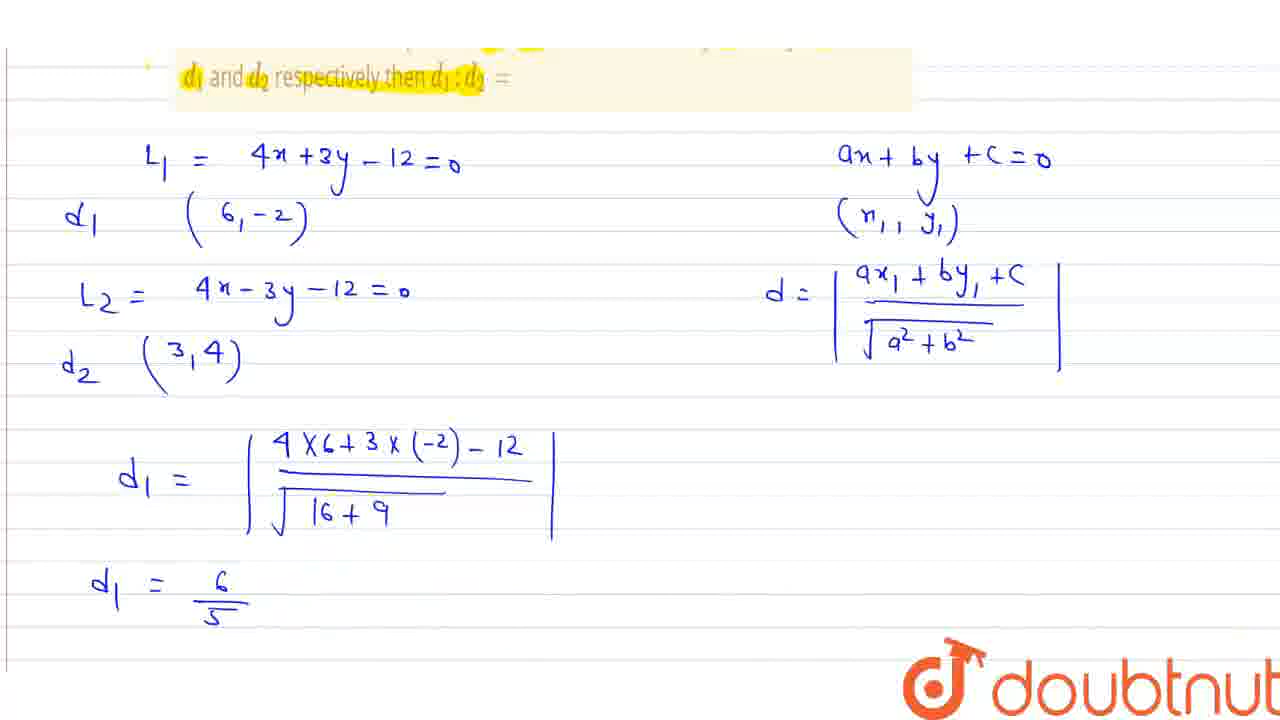 d₁ and d₂ respectively then d₁ : d₂ =
L₁ = 4x + 3y - 12 = 0
d₁ (6, -2)
L₂ = 4x - 3y - 12 = 0
d₂ (3, 4)
ax + by + c = 0
(x₁, y₁)
d = | (ax₁ + by₁ + c) / √(a² + b²) |
d₁ = | (4 × 6 + 3 × (-2) - 12) / √(16 + 9) |
d₁ = 6/5
doubtnut